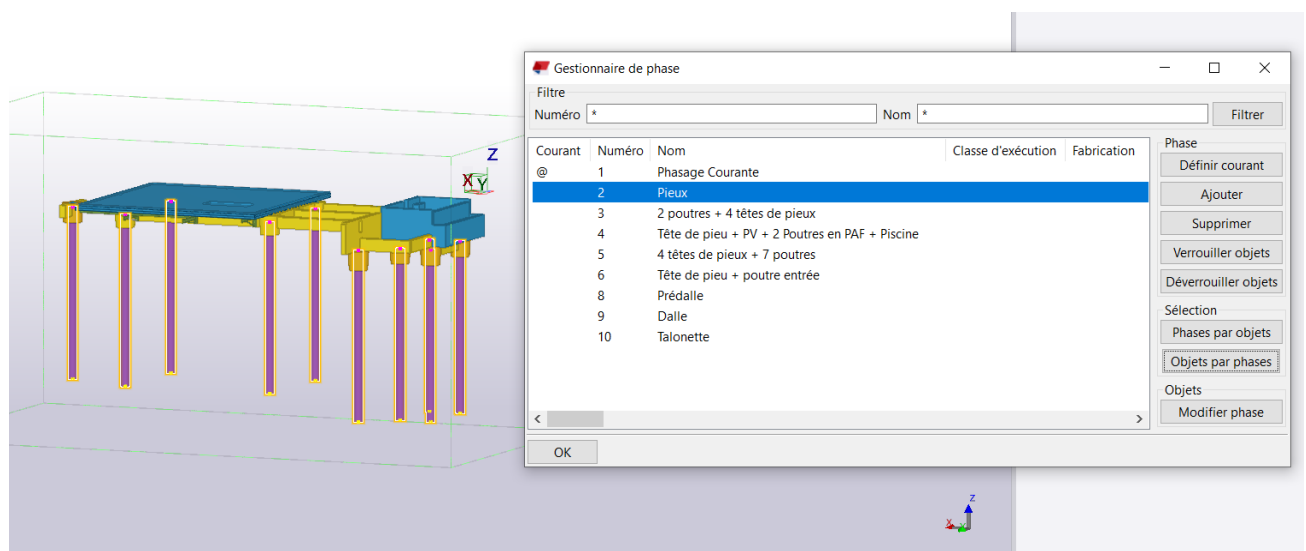 Gestionnaire de phase
Filtre
Numéro * Nom * Filtrer
Courant Numéro Nom Classe d'exécution Fabrication
@ 1 Phasage Courante
2 Pieux
3 2 poutres + 4 têtes de pieux
4 Tête de pieu + PV + 2 Poutres en PAF + Piscine
5 4 têtes de pieux + 7 poutres
6 Tête de pieu + poutre entrée
8 Prédalle
9 Dalle
10 Talonette
Phase
Définir courant
Ajouter
Supprimer
Verrouiller objets
Déverrouiller objets
Sélection
Phases par objets
Objets par phases
Objets
Modifier phase
OK
Z
X Y
Z
X Y